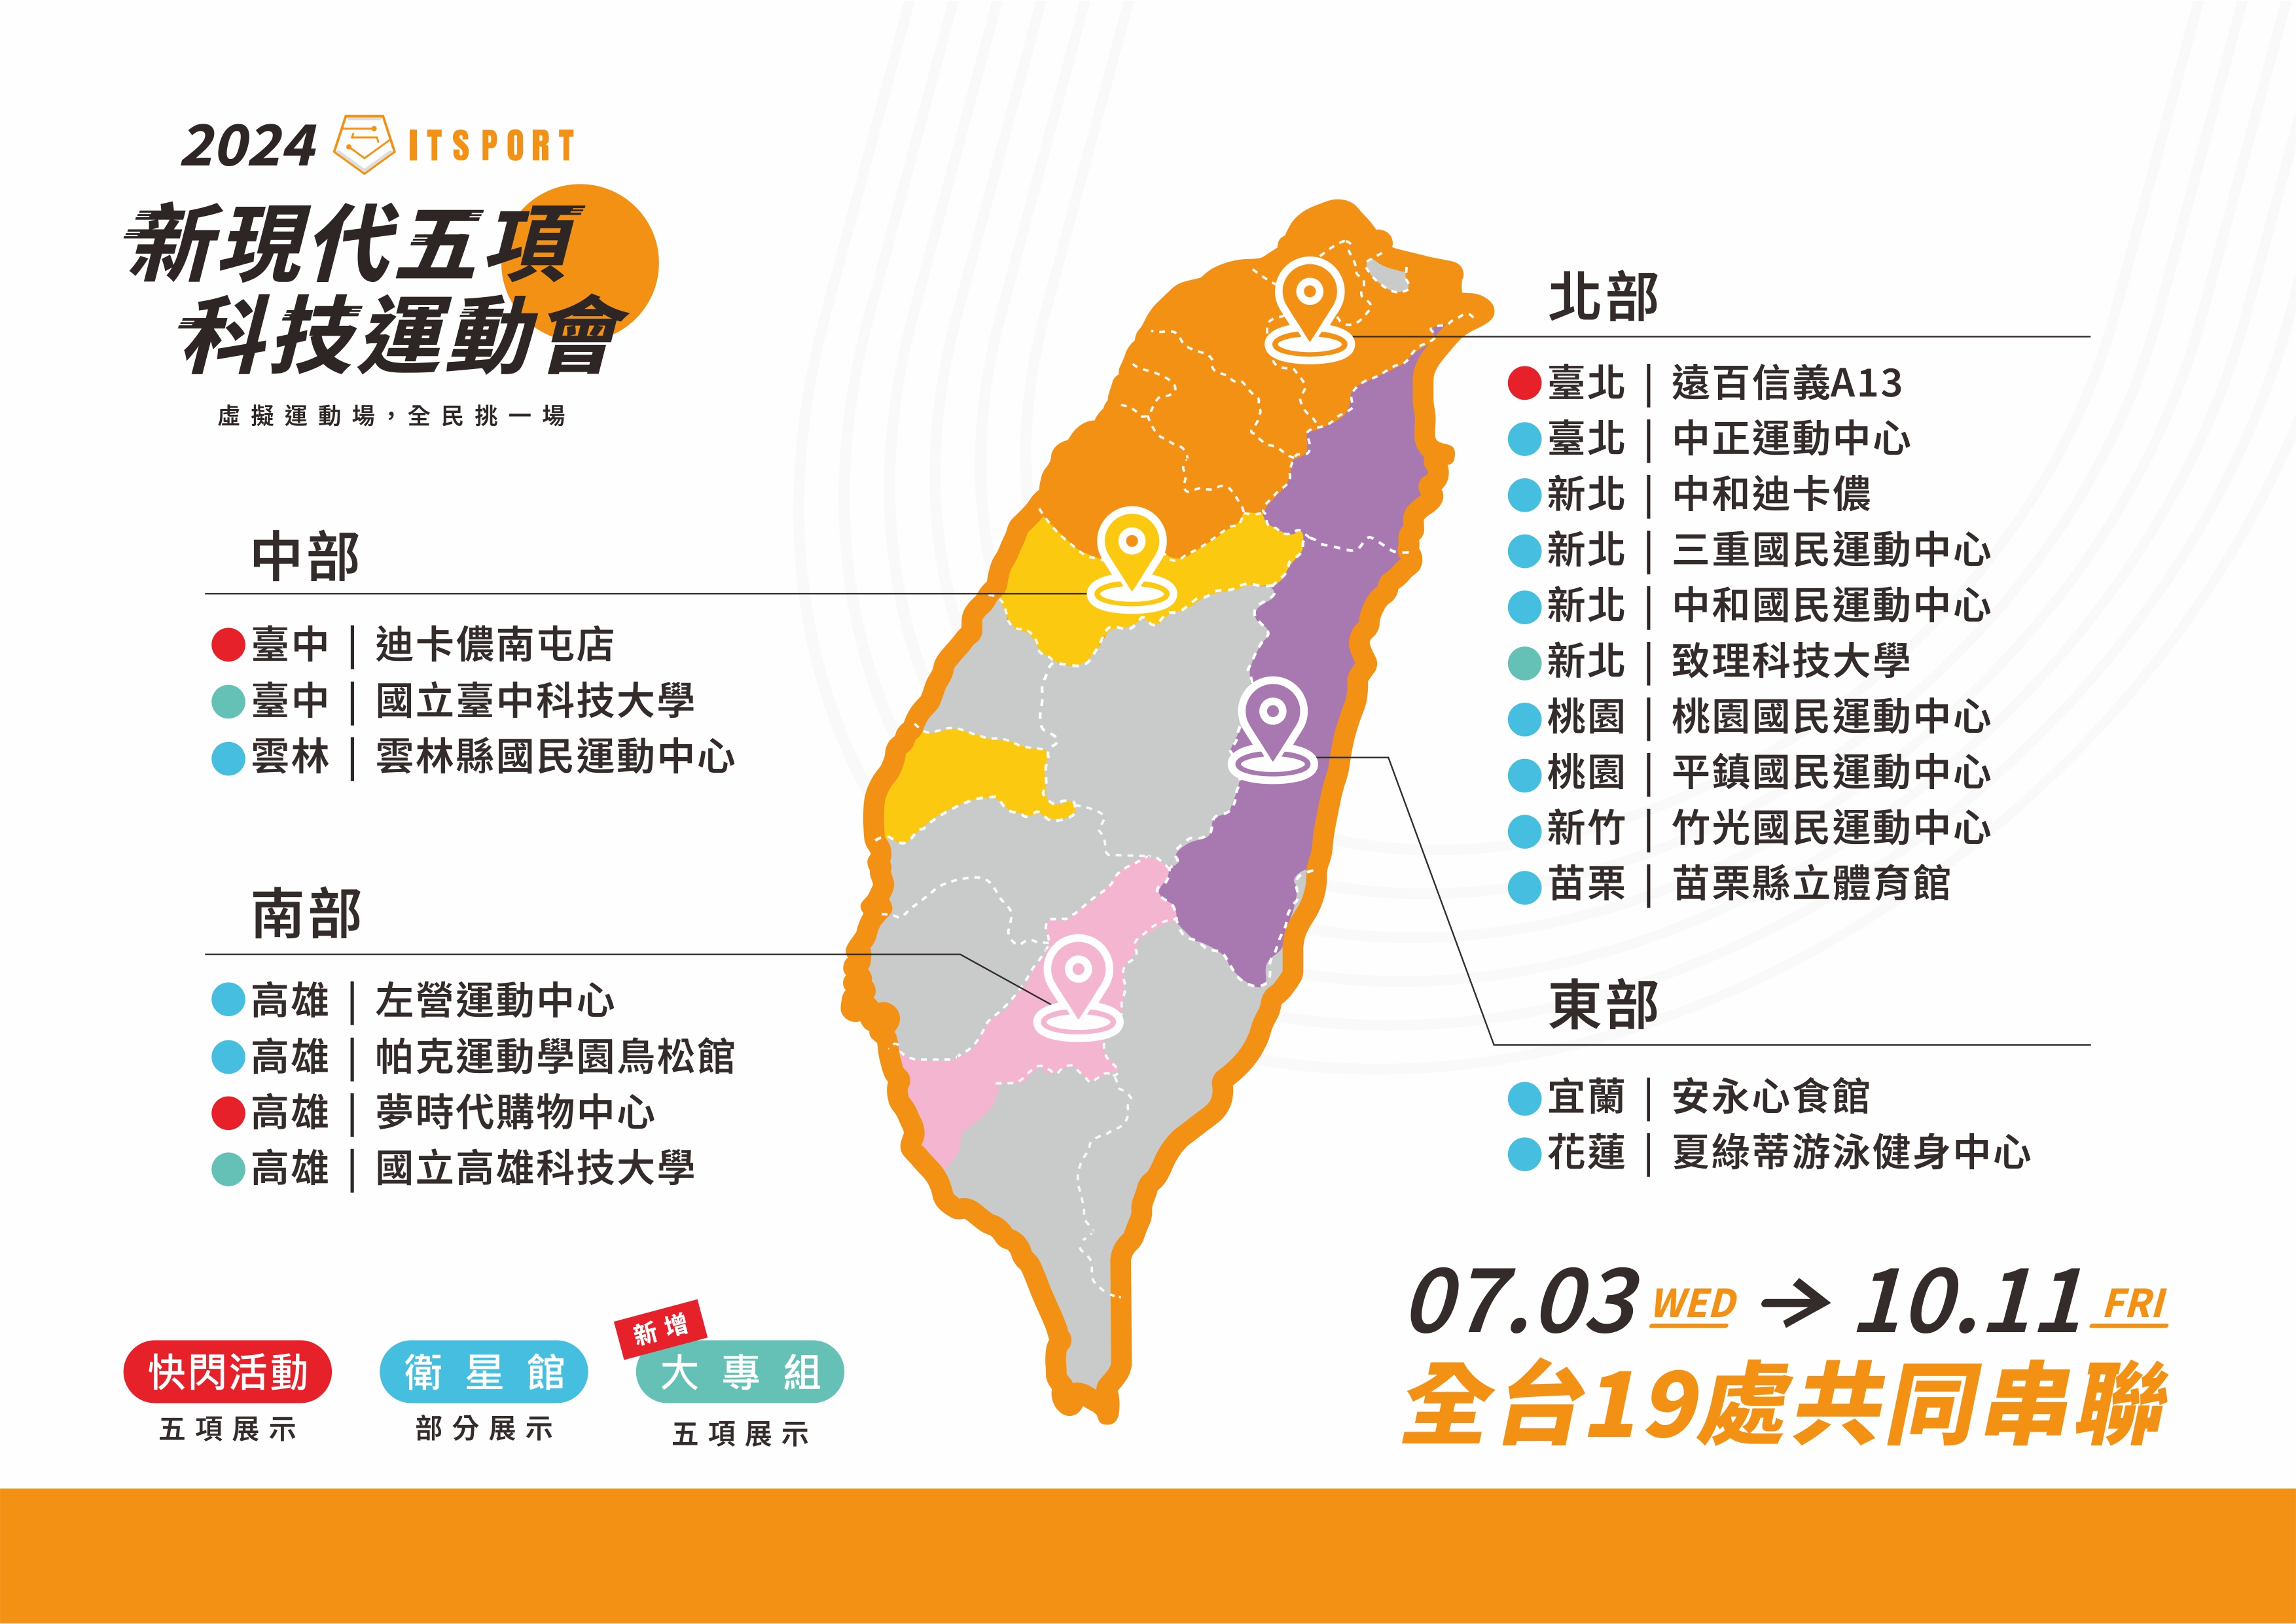 2024 ITSPORT
新現代五項
科技運動會
虛擬運動場，全民挑一場
中部
臺中｜迪卡儂南屯店
臺中｜國立臺中科技大學
雲林｜雲林縣國民運動中心
南部
高雄｜左營運動中心
高雄｜帕克運動學園鳥松館
高雄｜夢時代購物中心
高雄｜國立高雄科技大學
北部
臺北｜遠百信義A13
臺北｜中正運動中心
新北｜中和迪卡儂
新北｜三重國民運動中心
新北｜中和國民運動中心
新北｜致理科技大學
桃園｜桃園國民運動中心
桃園｜平鎮國民運動中心
新竹｜竹光國民運動中心
苗栗｜苗栗縣立體育館
東部
宜蘭｜安永心食館
花蓮｜夏綠蒂游泳健身中心
快閃活動
五項展示
衛星館
部分展示
新增
大專組
五項展示
07.03 WED → 10.11 FRI
全台19處共同串聯